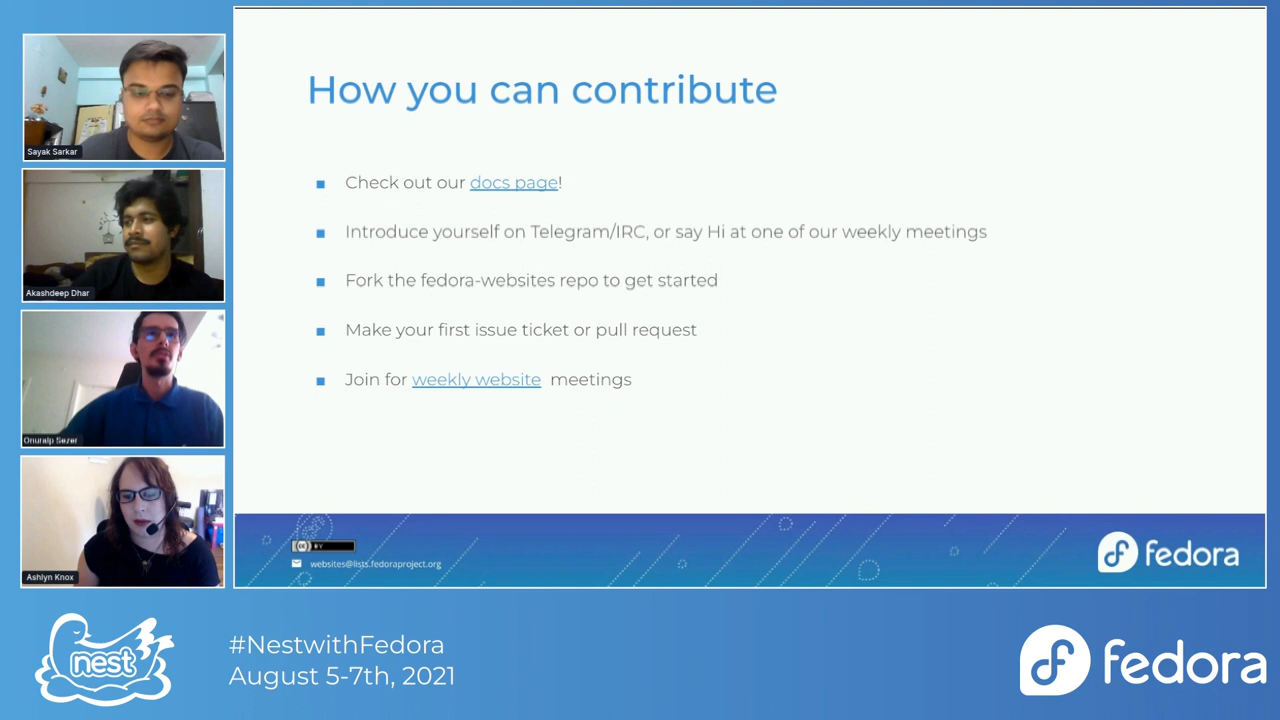 Sayak Sarkar
Akashdeep Dhar
Onuralp Sezer
Ashlyn Knox
How you can contribute
Check out our docs page!
Introduce yourself on Telegram/IRC, or say Hi at one of our weekly meetings
Fork the fedora-websites repo to get started
Make your first issue ticket or pull request
Join for weekly website meetings
cc BY
websites@lists.fedoraproject.org
fedora
nest
#NestwithFedora
August 5-7th, 2021
fedora